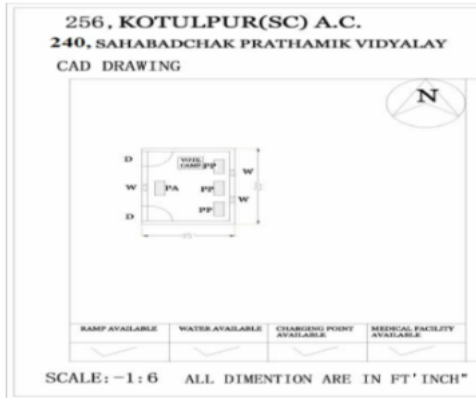 256, KOTULPUR(SC) A.C.
240, SAHABADCHAK PRATHAMIK VIDYALAY
CAD DRAWING
N
D
PP
W
W
PA
PP
W
D
PP
RAMP AVAILABLE
WATER AVAILABLE
CHARGING POINT AVAILABLE
MEDICAL FACILITY AVAILABLE
SCALE:-1:6 ALL DIMENTION ARE IN FT'INCH"